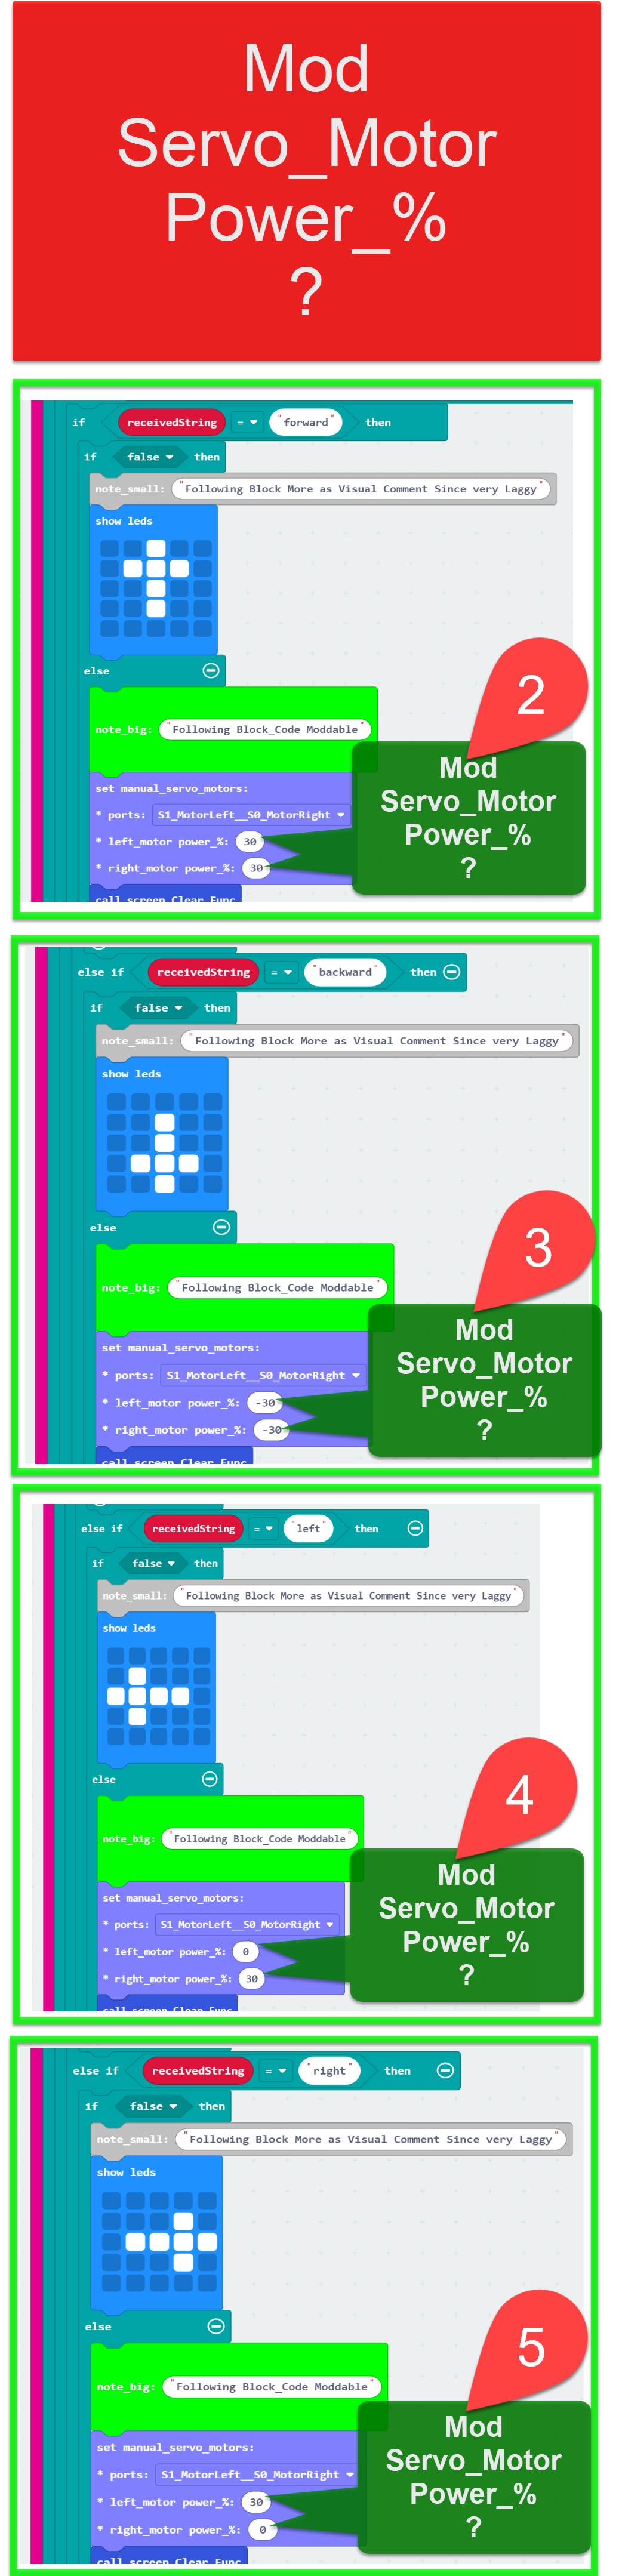 Mod
Servo_Motor
Power_%
?
if receivedString = "forward" then
if false then
note_small: "Following Block More as Visual Comment Since very Laggy"
show leds
else
note_big: "Following Block_Code Moddable"
2
Mod
Servo_Motor
Power_%
?
set manual_servo_motors:
* ports: S1_MotorLeft__S0_MotorRight
* left_motor power_%: 30
* right_motor power_%: 30
call screen_Clear_Func
else if receivedString = "backward" then
if false then
note_small: "Following Block More as Visual Comment Since very Laggy"
show leds
else
note_big: "Following Block_Code Moddable"
3
Mod
Servo_Motor
Power_%
?
set manual_servo_motors:
* ports: S1_MotorLeft__S0_MotorRight
* left_motor power_%: -30
* right_motor power_%: -30
call screen_Clear_Func
else if receivedString = "left" then
if false then
note_small: "Following Block More as Visual Comment Since very Laggy"
show leds
else
note_big: "Following Block_Code Moddable"
4
Mod
Servo_Motor
Power_%
?
set manual_servo_motors:
* ports: S1_MotorLeft__S0_MotorRight
* left_motor power_%: 0
* right_motor power_%: 30
call screen_Clear_Func
else if receivedString = "right" then
if false then
note_small: "Following Block More as Visual Comment Since very Laggy"
show leds
else
note_big: "Following Block_Code Moddable"
5
Mod
Servo_Motor
Power_%
?
set manual_servo_motors:
* ports: S1_MotorLeft__S0_MotorRight
* left_motor power_%: 30
* right_motor power_%: 0
call screen_Clear_Func